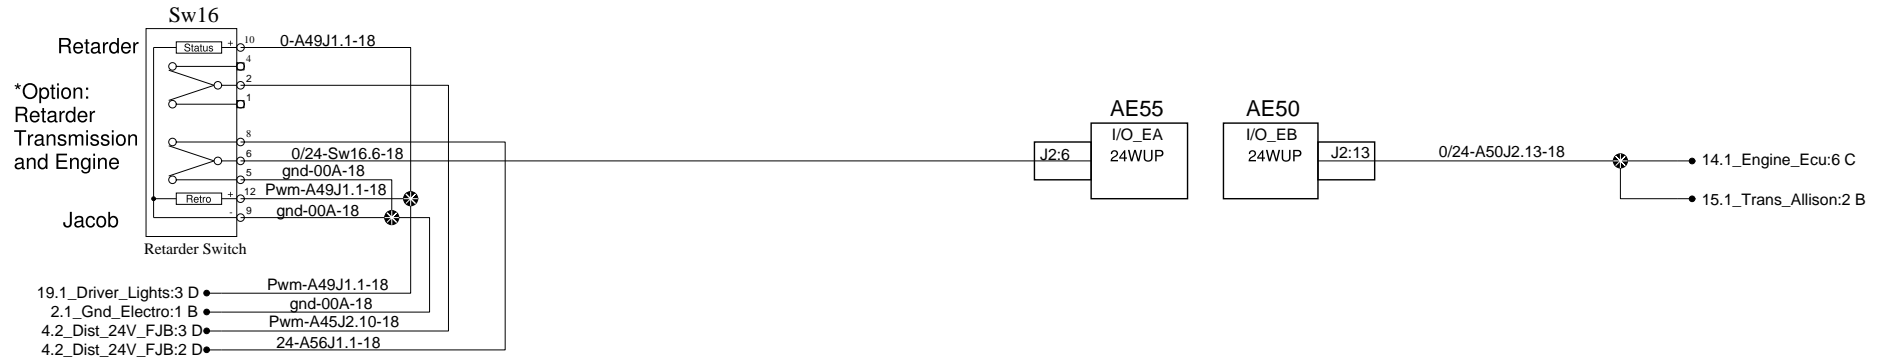 Sw16
Retarder
Status
+
10
0-A49J1.1-18
4
2
1
*Option:
Retarder
Transmission
and Engine
8
6
0/24-Sw16.6-18
5
gnd-00A-18
Retro
+
12
Pwm-A49J1.1-18
Jacob
-
9
gnd-00A-18
Retarder Switch
AE55
I/O_EA
J2:6
24WUP
AE50
I/O_EB
24WUP
J2:13
0/24-A50J2.13-18
14.1_Engine_Ecu:6 C
15.1_Trans_Allison:2 B
19.1_Driver_Lights:3 D
Pwm-A49J1.1-18
2.1_Gnd_Electro:1 B
gnd-00A-18
4.2_Dist_24V_FJB:3 D
Pwm-A45J2.10-18
4.2_Dist_24V_FJB:2 D
24-A56J1.1-18